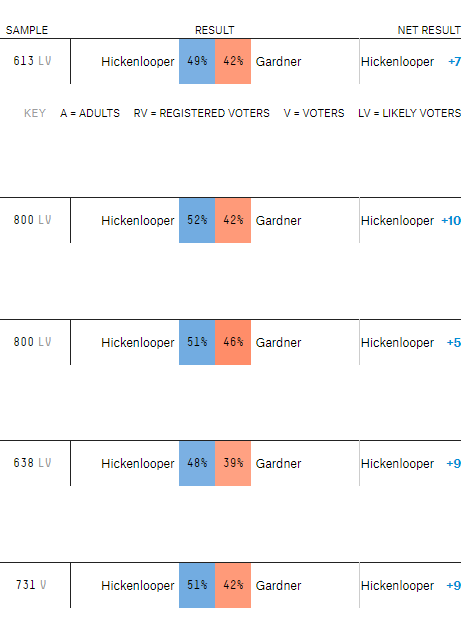 SAMPLE RESULT NET RESULT
613 LV Hickenlooper 49% 42% Gardner Hickenlooper +7
KEY A = ADULTS RV = REGISTERED VOTERS V = VOTERS LV = LIKELY VOTERS
800 LV Hickenlooper 52% 42% Gardner Hickenlooper +10
800 LV Hickenlooper 51% 46% Gardner Hickenlooper +5
638 LV Hickenlooper 48% 39% Gardner Hickenlooper +9
731 V Hickenlooper 51% 42% Gardner Hickenlooper +9